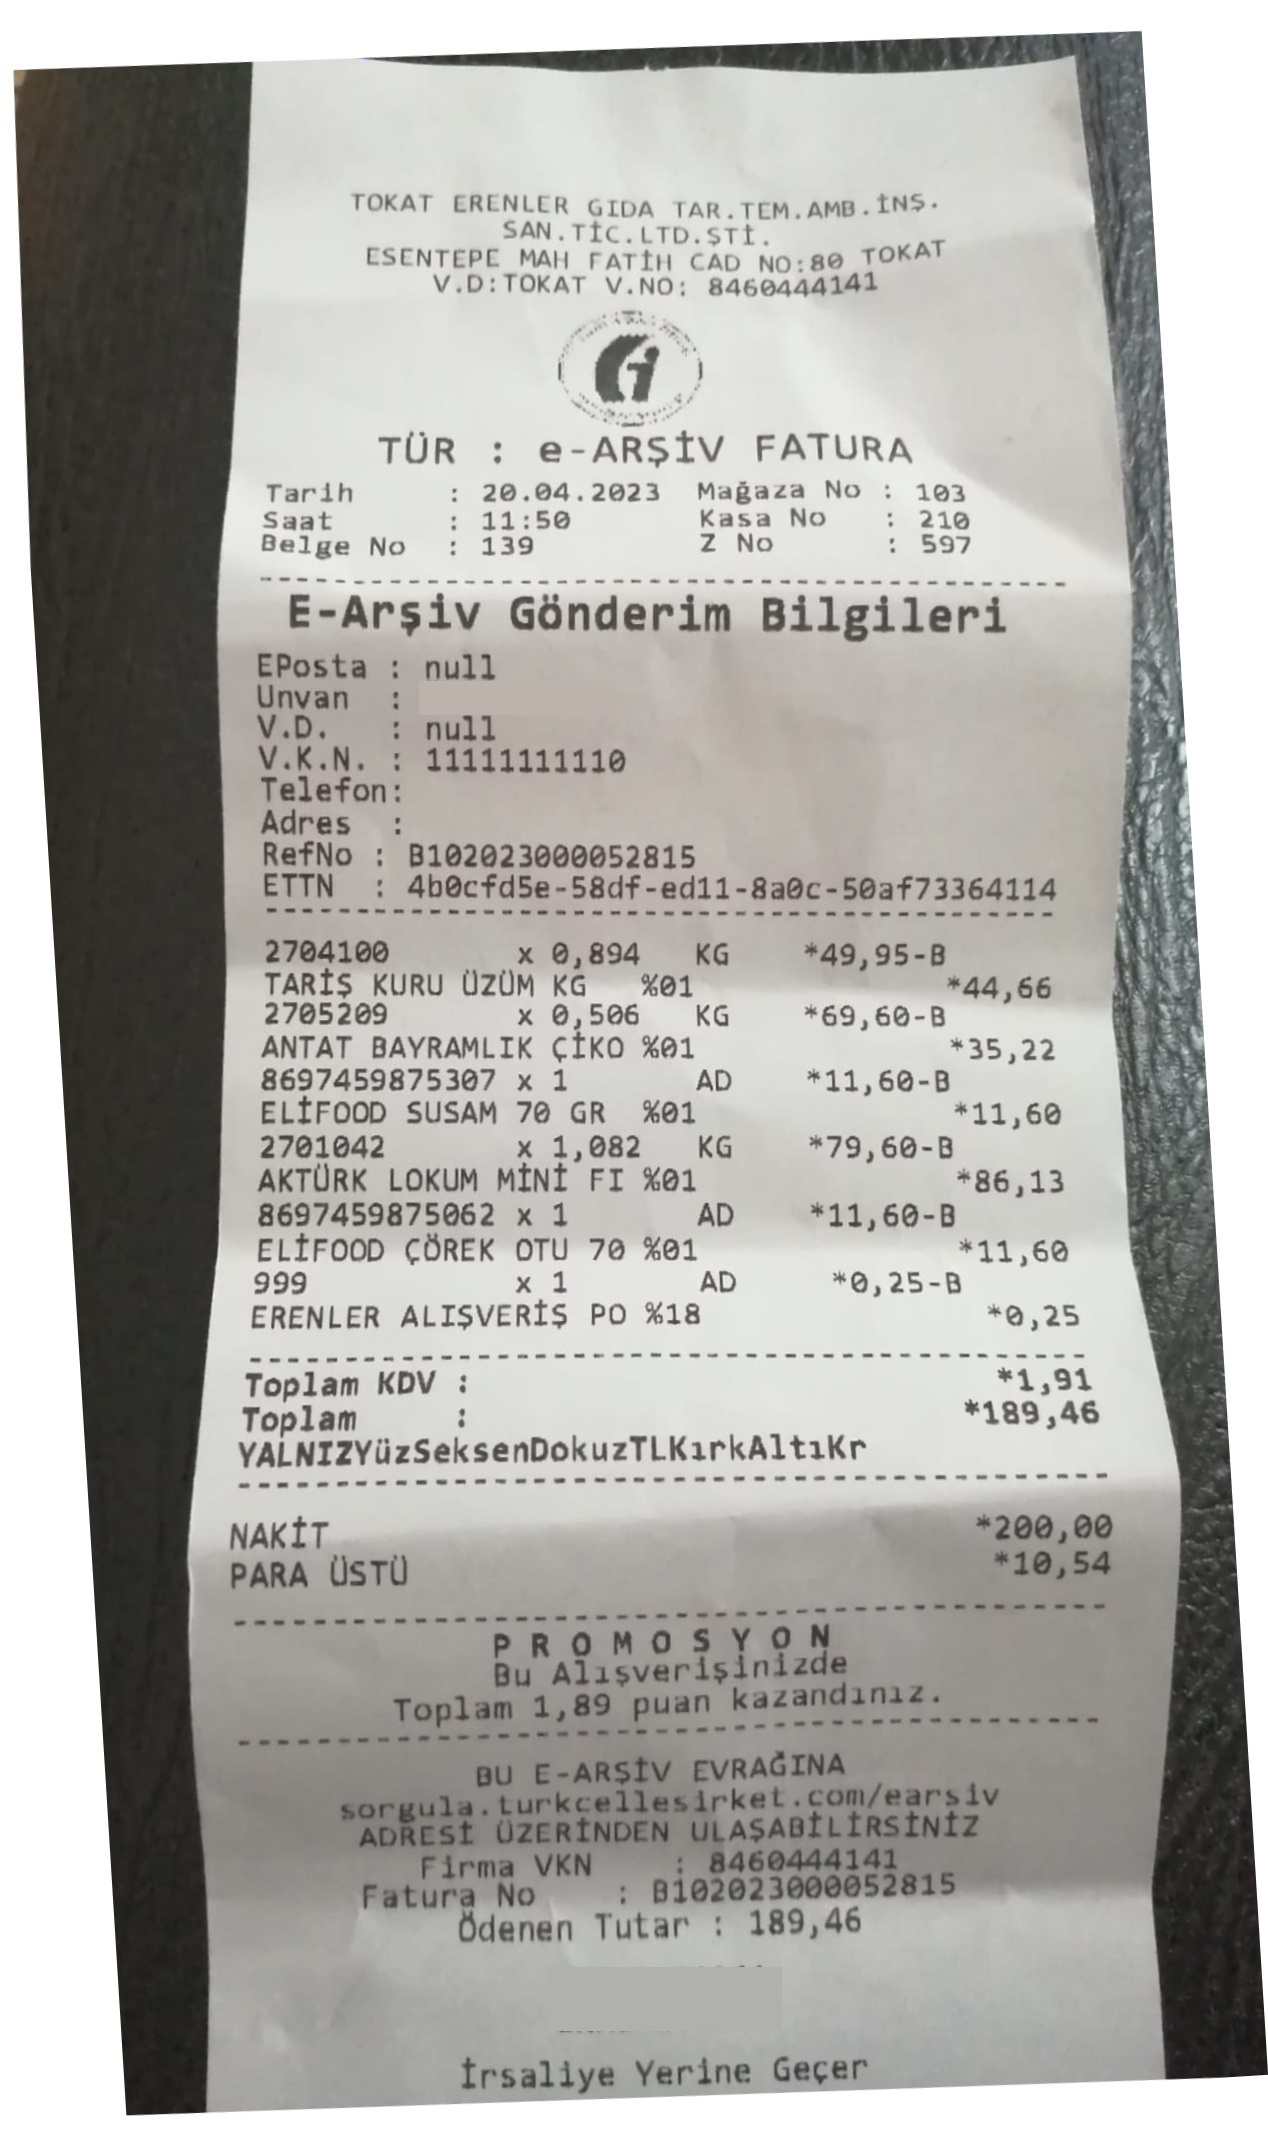 TOKAT ERENLER GIDA TAR.TEM.AMB.İNŞ.
SAN.TİC.LTD.ŞTİ.
ESENTEPE MAH FATİH CAD NO:80 TOKAT
V.D:TOKAT V.NO: 8460444141
TÜR : e-ARŞİV FATURA
Tarih : 20.04.2023 Mağaza No : 103
Saat : 11:50 Kasa No : 210
Belge No : 139 Z No : 597
E-Arşiv Gönderim Bilgileri
EPosta : null
Unvan :
V.D. : null
V.K.N. : 11111111110
Telefon:
Adres :
RefNo : B102023000052815
ETTN : 4b0cfd5e-58df-ed11-8a0c-50af73364114
2704100 x 0,894 KG *49,95-B
TARİŞ KURU ÜZÜM KG %01 *44,66
2705209 x 0,506 KG *69,60-B
ANTAT BAYRAMLIK ÇİKO %01 *35,22
8697459875307 x 1 AD *11,60-B
ELİFOOD SUSAM 70 GR %01 *11,60
2701042 x 1,082 KG *79,60-B
AKTÜRK LOKUM MİNİ FI %01 *86,13
8697459875062 x 1 AD *11,60-B
ELİFOOD ÇÖREK OTU 70 %01 *11,60
999 x 1 AD *0,25-B
ERENLER ALIŞVERİŞ PO %18 *0,25
Toplam KDV : *1,91
Toplam : *189,46
YALNIZYüzSeksenDokuzTLKırkAltıKr
NAKİT *200,00
PARA ÜSTÜ *10,54
P R O M O S Y O N
Bu Alışverişinizde
Toplam 1,89 puan kazandınız.
BU E-ARŞİV EVRAĞINA
sorgula.turkcellesirket.com/earsiv
ADRESİ ÜZERİNDEN ULAŞABİLİRSİNİZ
Firma VKN : 8460444141
Fatura No : B102023000052815
Ödenen Tutar : 189,46
İrsaliye Yerine Geçer